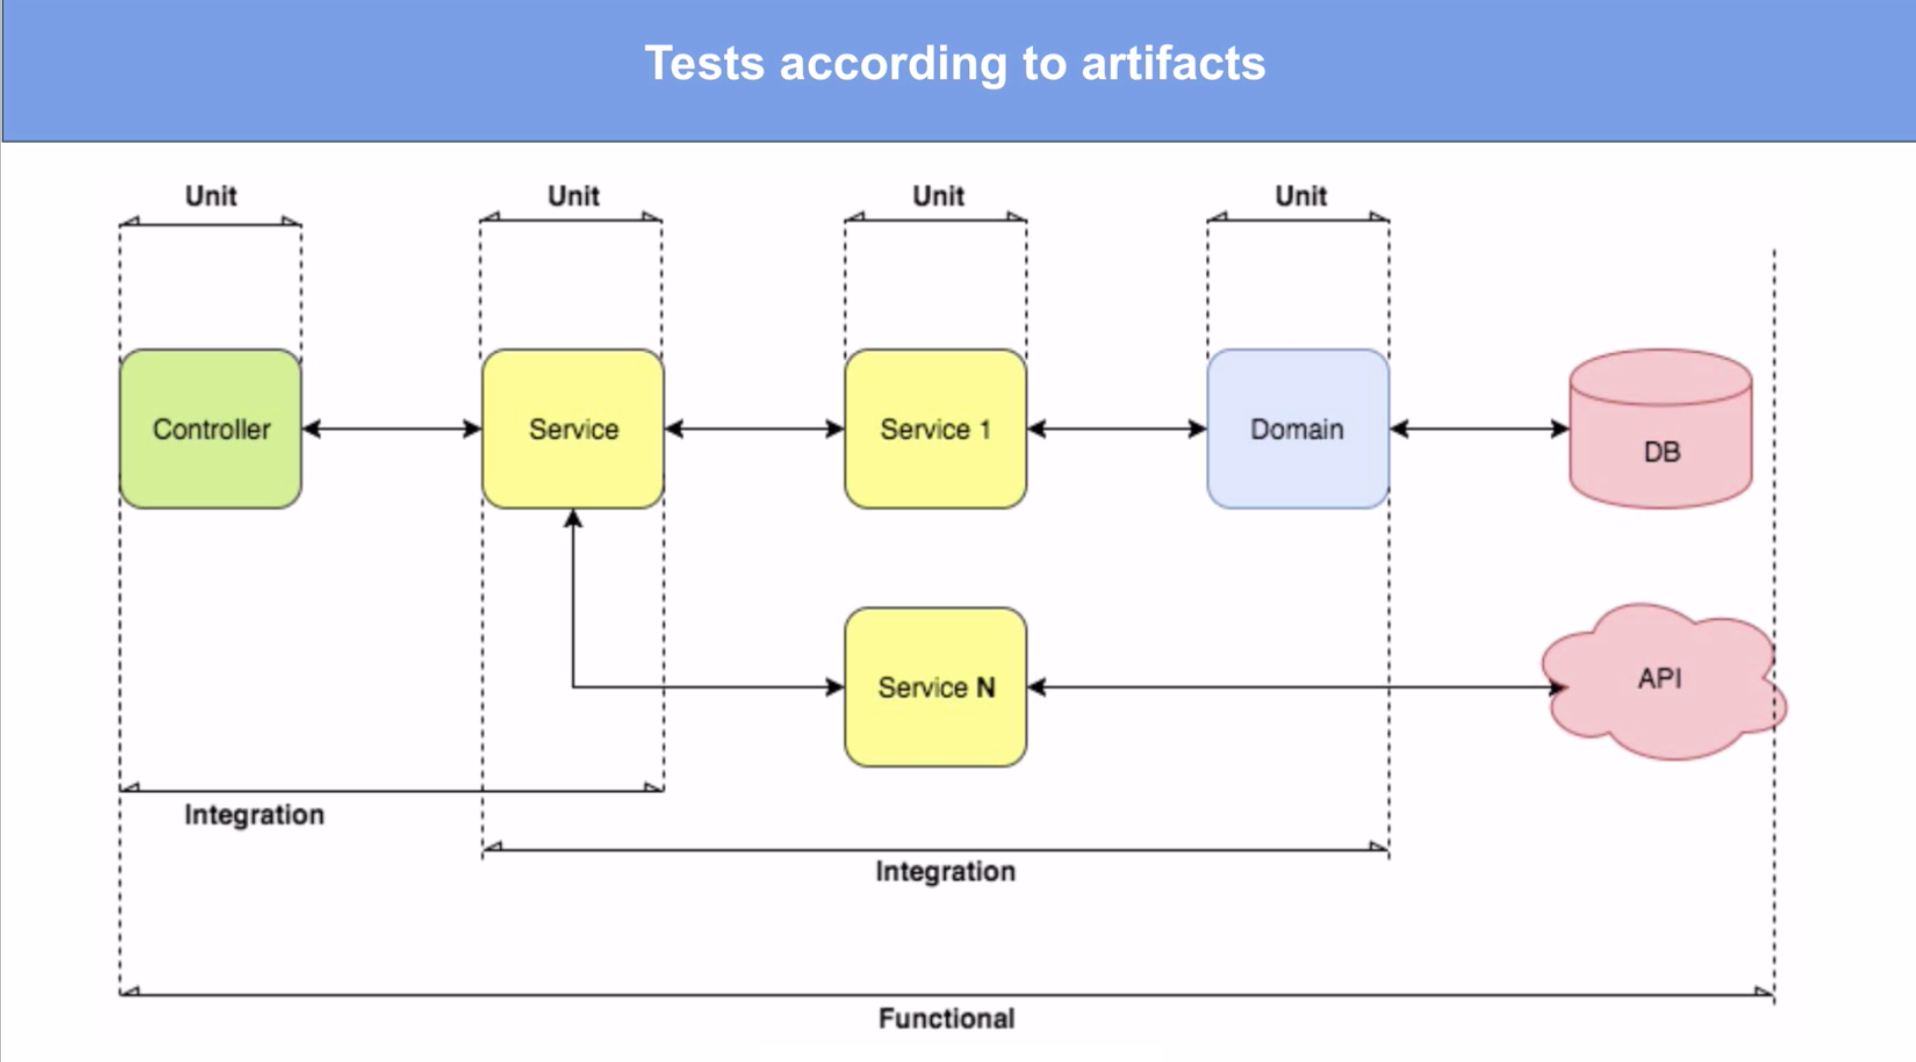 Tests according to artifacts
Unit
Unit
Unit
Unit
Controller
Service
Service 1
Domain
DB
Service N
API
Integration
Integration
Functional